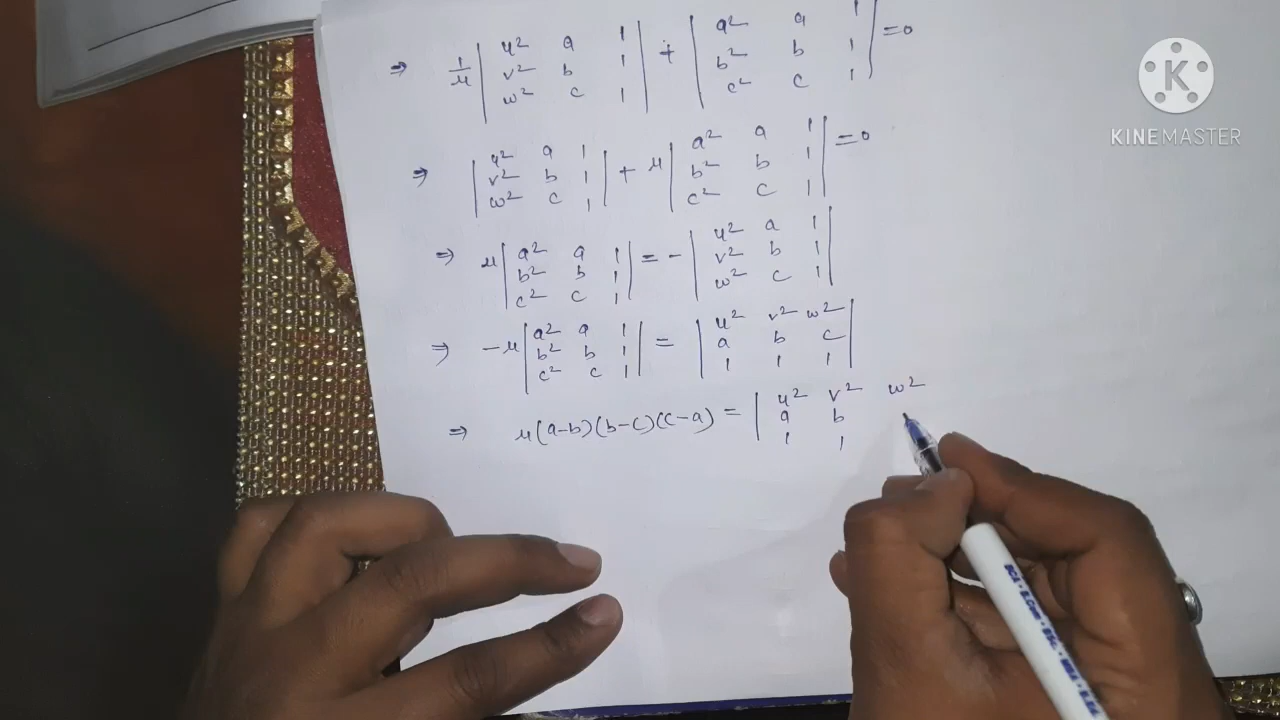 ⇒ 1/μ | u² a 1 | + | a² a 1 | = 0
| v² b 1 | | b² b 1 |
| w² c 1 | | c² c 1 |
⇒ | u² a 1 | + μ | a² a 1 | = 0
| v² b 1 | | b² b 1 |
| w² c 1 | | c² c 1 |
⇒ μ | a² a 1 | = - | u² a 1 |
| b² b 1 | | v² b 1 |
| c² c 1 | | w² c 1 |
⇒ -μ | a² a 1 | = | u² v² w² |
| b² b 1 | | a b c |
| c² c 1 | | 1 1 1 |
⇒ μ(a-b)(b-c)(c-a) = | u² v² w²
| a b
| 1 1
K
KINEMASTER